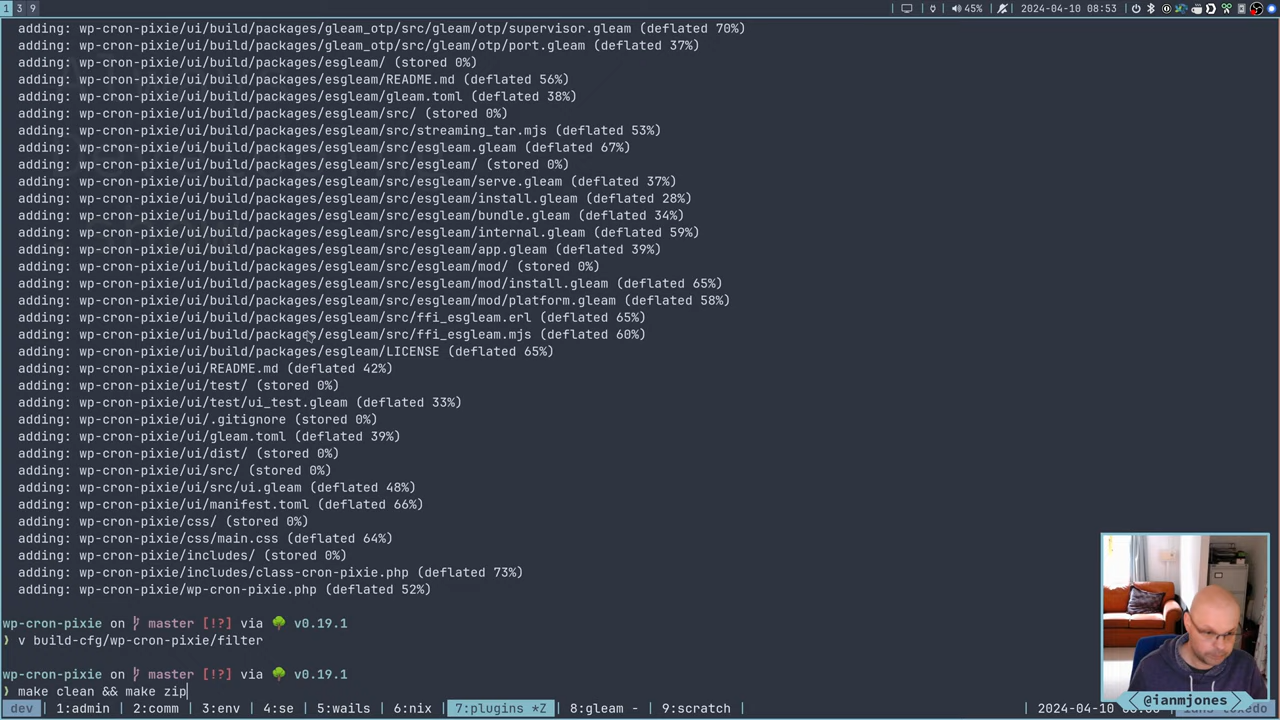 1 3 9 45% 2024-04-10 08:53
adding: wp-cron-pixie/ui/build/packages/gleam_otp/src/gleam/otp/supervisor.gleam (deflated 70%)
adding: wp-cron-pixie/ui/build/packages/gleam_otp/src/gleam/otp/port.gleam (deflated 37%)
adding: wp-cron-pixie/ui/build/packages/esgleam/ (stored 0%)
adding: wp-cron-pixie/ui/build/packages/esgleam/README.md (deflated 56%)
adding: wp-cron-pixie/ui/build/packages/esgleam/gleam.toml (deflated 38%)
adding: wp-cron-pixie/ui/build/packages/esgleam/src/ (stored 0%)
adding: wp-cron-pixie/ui/build/packages/esgleam/src/streaming_tar.mjs (deflated 53%)
adding: wp-cron-pixie/ui/build/packages/esgleam/src/esgleam.gleam (deflated 67%)
adding: wp-cron-pixie/ui/build/packages/esgleam/src/esgleam/ (stored 0%)
adding: wp-cron-pixie/ui/build/packages/esgleam/src/esgleam/serve.gleam (deflated 37%)
adding: wp-cron-pixie/ui/build/packages/esgleam/src/esgleam/install.gleam (deflated 28%)
adding: wp-cron-pixie/ui/build/packages/esgleam/src/esgleam/bundle.gleam (deflated 34%)
adding: wp-cron-pixie/ui/build/packages/esgleam/src/esgleam/internal.gleam (deflated 59%)
adding: wp-cron-pixie/ui/build/packages/esgleam/src/esgleam/app.gleam (deflated 39%)
adding: wp-cron-pixie/ui/build/packages/esgleam/src/esgleam/mod/ (stored 0%)
adding: wp-cron-pixie/ui/build/packages/esgleam/src/esgleam/mod/install.gleam (deflated 65%)
adding: wp-cron-pixie/ui/build/packages/esgleam/src/esgleam/mod/platform.gleam (deflated 58%)
adding: wp-cron-pixie/ui/build/packages/esgleam/src/ffi_esgleam.erl (deflated 65%)
adding: wp-cron-pixie/ui/build/packages/esgleam/src/ffi_esgleam.mjs (deflated 60%)
adding: wp-cron-pixie/ui/build/packages/esgleam/LICENSE (deflated 65%)
adding: wp-cron-pixie/ui/README.md (deflated 42%)
adding: wp-cron-pixie/ui/test/ (stored 0%)
adding: wp-cron-pixie/ui/test/ui_test.gleam (deflated 33%)
adding: wp-cron-pixie/ui/.gitignore (stored 0%)
adding: wp-cron-pixie/ui/gleam.toml (deflated 39%)
adding: wp-cron-pixie/ui/dist/ (stored 0%)
adding: wp-cron-pixie/ui/src/ (stored 0%)
adding: wp-cron-pixie/ui/src/ui.gleam (deflated 48%)
adding: wp-cron-pixie/ui/manifest.toml (deflated 66%)
adding: wp-cron-pixie/css/ (stored 0%)
adding: wp-cron-pixie/css/main.css (deflated 64%)
adding: wp-cron-pixie/includes/ (stored 0%)
adding: wp-cron-pixie/includes/class-cron-pixie.php (deflated 73%)
adding: wp-cron-pixie/wp-cron-pixie.php (deflated 52%)
wp-cron-pixie on master [!?] via v0.19.1
❯ v build-cfg/wp-cron-pixie/filter
wp-cron-pixie on master [!?] via v0.19.1
❯ make clean && make zip
dev | 1:admin | 2:comm | 3:env | 4:se | 5:wails | 6:nix | 7:plugins *Z | 8:gleam - | 9:scratch | 2024-04-10
@ianmjones